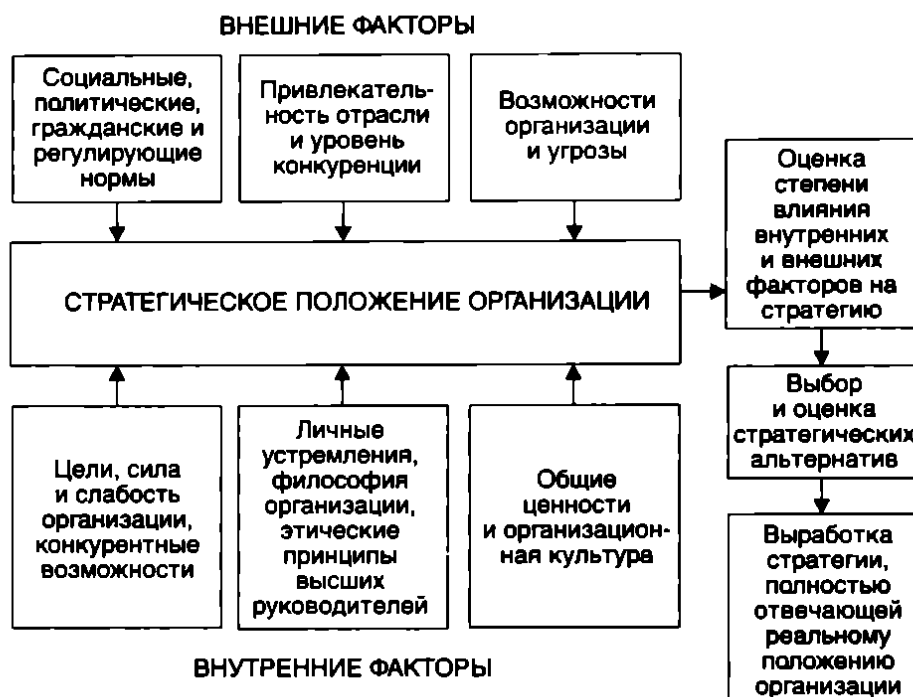 ВНЕШНИЕ ФАКТОРЫ
Социальные,
политические,
гражданские и
регулирующие
нормы
Привлекатель-
ность отрасли
и уровень
конкуренции
Возможности
организации
и угрозы
СТРАТЕГИЧЕСКОЕ ПОЛОЖЕНИЕ ОРГАНИЗАЦИИ
Цели, сила
и слабость
организации,
конкурентные
возможности
Личные
устремления,
философия
организации,
этические
принципы
высших
руководителей
Общие
ценности
и организацион-
ная культура
ВНУТРЕННИЕ ФАКТОРЫ
Оценка
степени
влияния
внутренних
и внешних
факторов на
стратегию
Выбор
и оценка
стратегических
альтернатив
Выработка
стратегии,
полностью
отвечающей
реальному
положению
организации